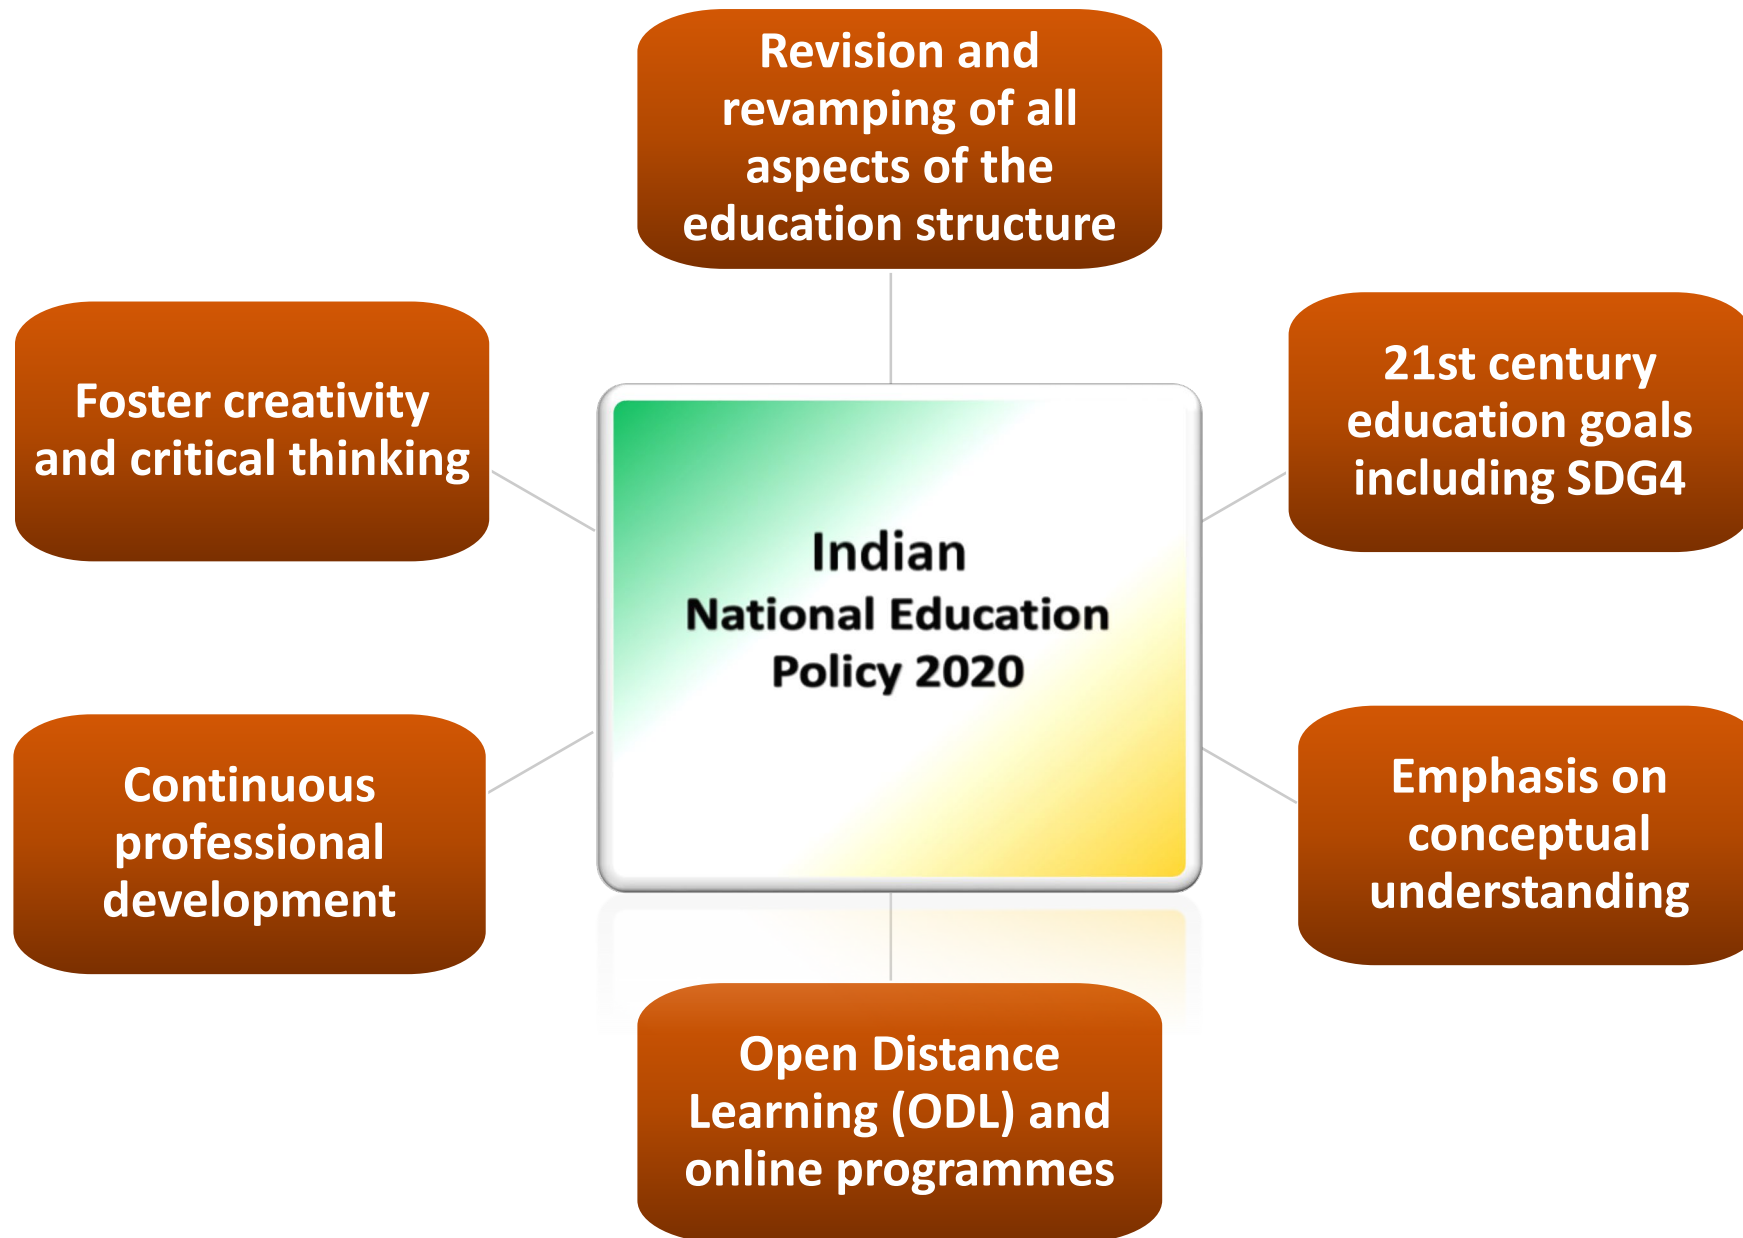 Revision and
revamping of all
aspects of the
education structure
Foster creativity
and critical thinking
21st century
education goals
including SDG4
Indian
National Education
Policy 2020
Continuous
professional
development
Emphasis on
conceptual
understanding
Open Distance
Learning (ODL) and
online programmes